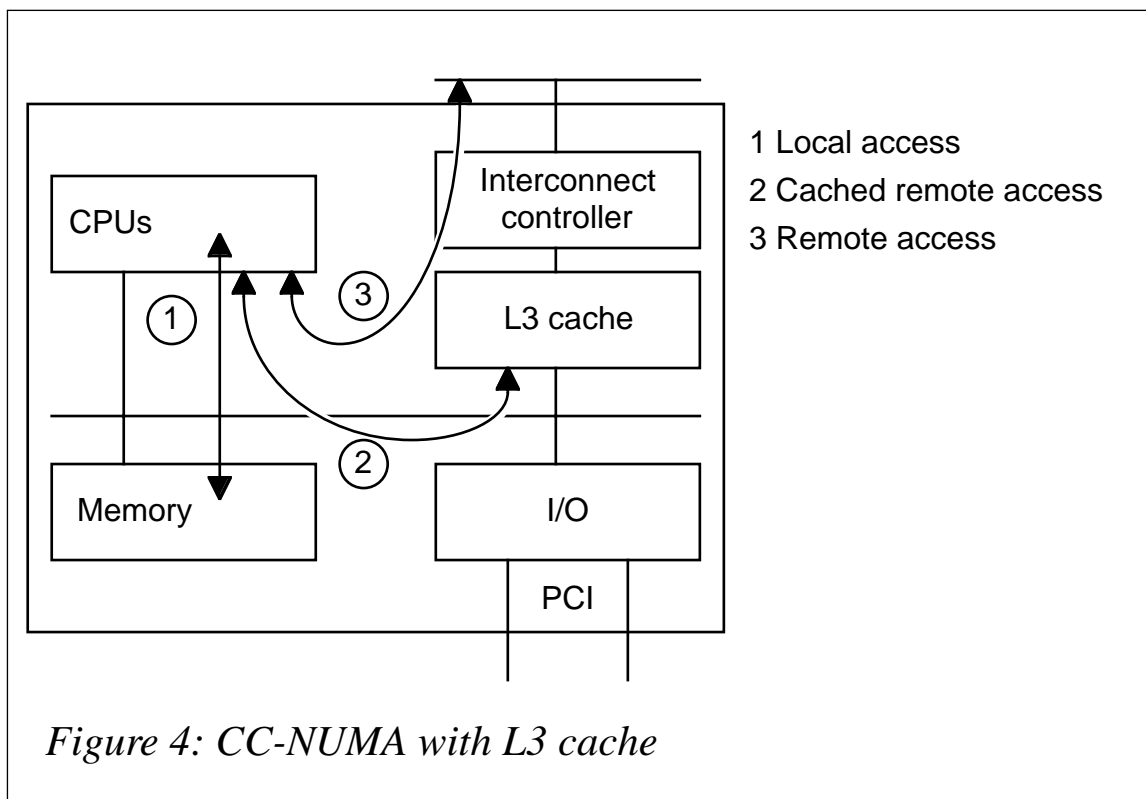 CPUs
Interconnect
controller
1 Local access
2 Cached remote access
3 Remote access
3
1
L3 cache
2
Memory
I/O
PCI
Figure 4: CC-NUMA with L3 cache